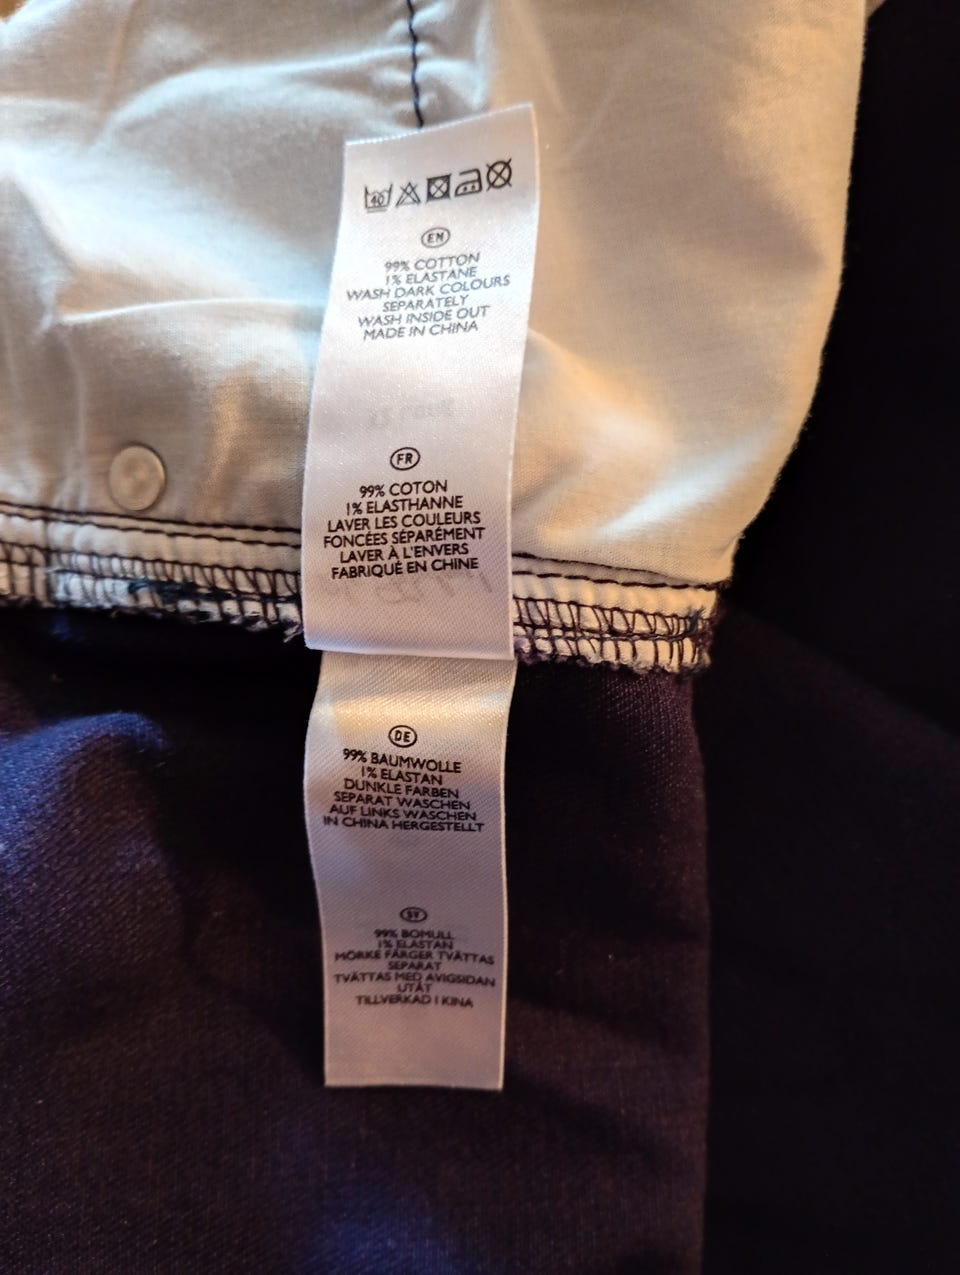 40
EN
99% COTTON
1% ELASTANE
WASH DARK COLOURS
SEPARATELY
WASH INSIDE OUT
MADE IN CHINA
FR
99% COTON
1% ELASTHANNE
LAVER LES COULEURS
FONCÉES SÉPARÉMENT
LAVER À L'ENVERS
FABRIQUÉ EN CHINE
DE
99% BAUMWOLLE
1% ELASTAN
DUNKLE FARBEN
SEPARAT WASCHEN
AUF LINKS WASCHEN
IN CHINA HERGESTELLT
SV
99% BOMULL
1% ELASTAN
MÖRKE FÄRGER TVÄTTAS
SEPARAT
TVÄTTAS MED AVIGSIDAN
UTÅT
TILLVERKAD I KINA